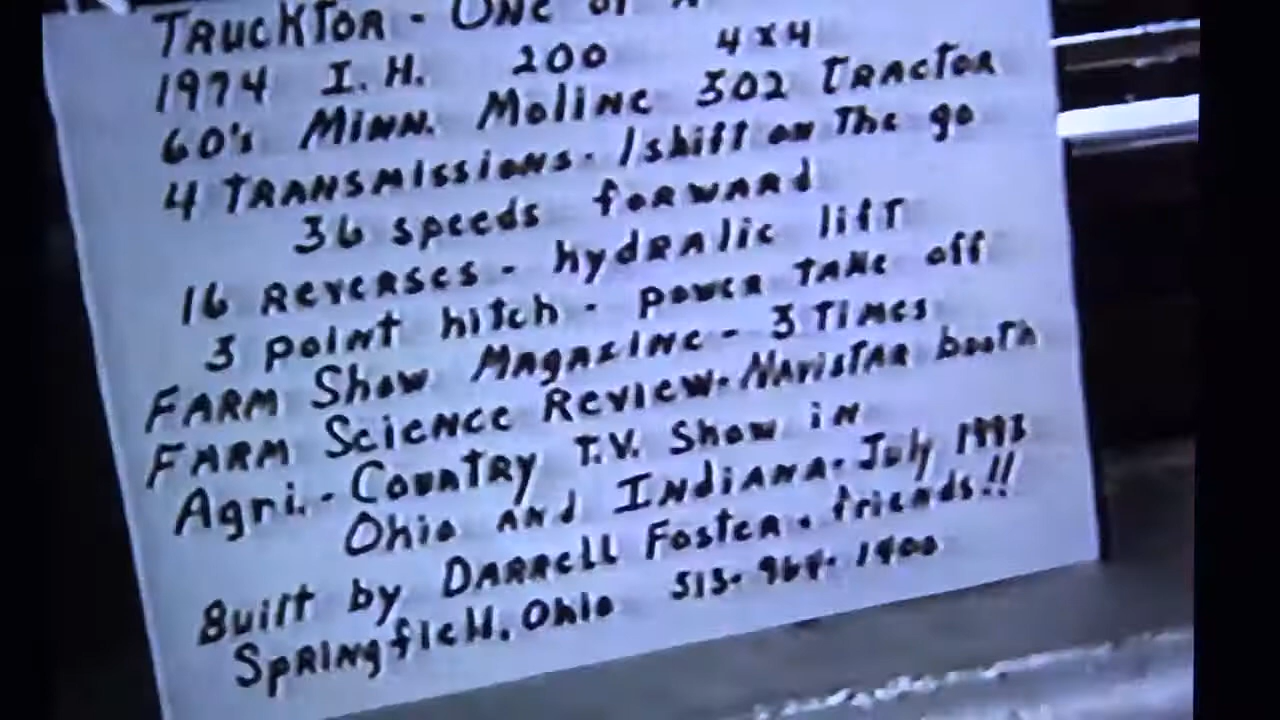 TRUCKTOR - ONE OF A
1974 I.H. 200 4x4
60's MINN. MOLINE 302 TRACTOR
4 TRANSMISSIONS - 1 shift on The go
36 speeds forward
16 REVERSES - hydralic lift
3 point hitch - power take off
FARM Show Magazine - 3 Times
FARM Science Review - Navistar booth
Agri. - Country T.V. Show in
Ohio and Indiana - July 1993
Built by DARRELL Foster & friends!!
Springfield, Ohio 513-964-1400